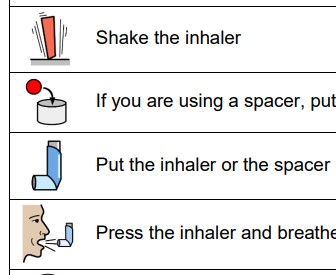 Shake the inhaler
If you are using a spacer, put
Put the inhaler or the spacer
Press the inhaler and breathe